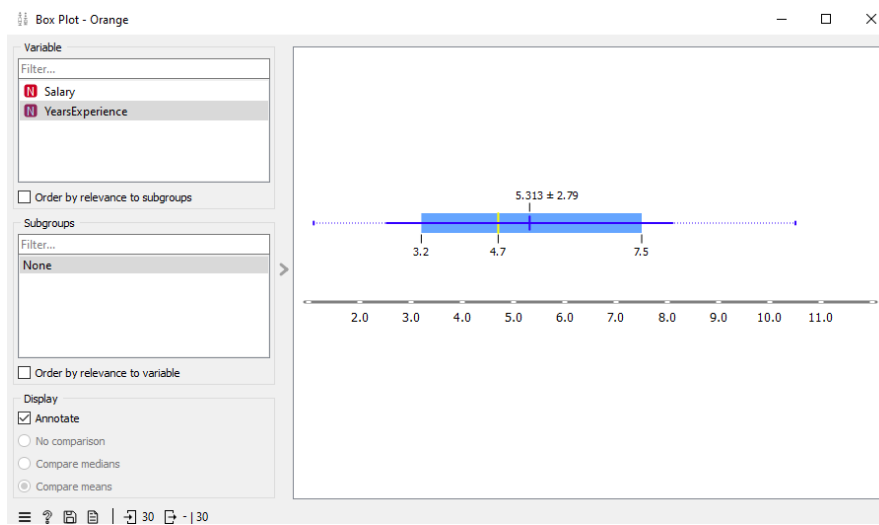 Box Plot - Orange
Variable
Filter...
N Salary
N YearsExperience
Order by relevance to subgroups
Subgroups
Filter...
None
Order by relevance to variable
Display
Annotate
No comparison
Compare medians
Compare means
? 30 - | 30
5.313 ± 2.79
3.2 4.7 7.5
2.0 3.0 4.0 5.0 6.0 7.0 8.0 9.0 10.0 11.0